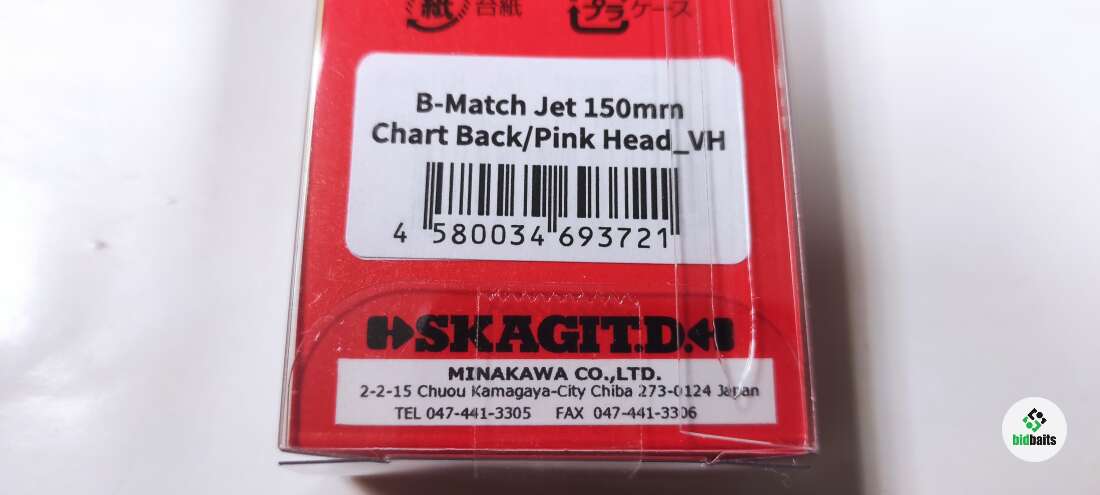 紙 台紙 プラ ケース
B-Match Jet 150mm
Chart Back/Pink Head_VH
4 580034 693721
SKAGIT.D.
MINAKAWA CO.,LTD.
2-2-15 Chuou Kamagaya-City Chiba 273-0124 Japan
TEL 047-441-3305 FAX 047-441-3306
bidbaits